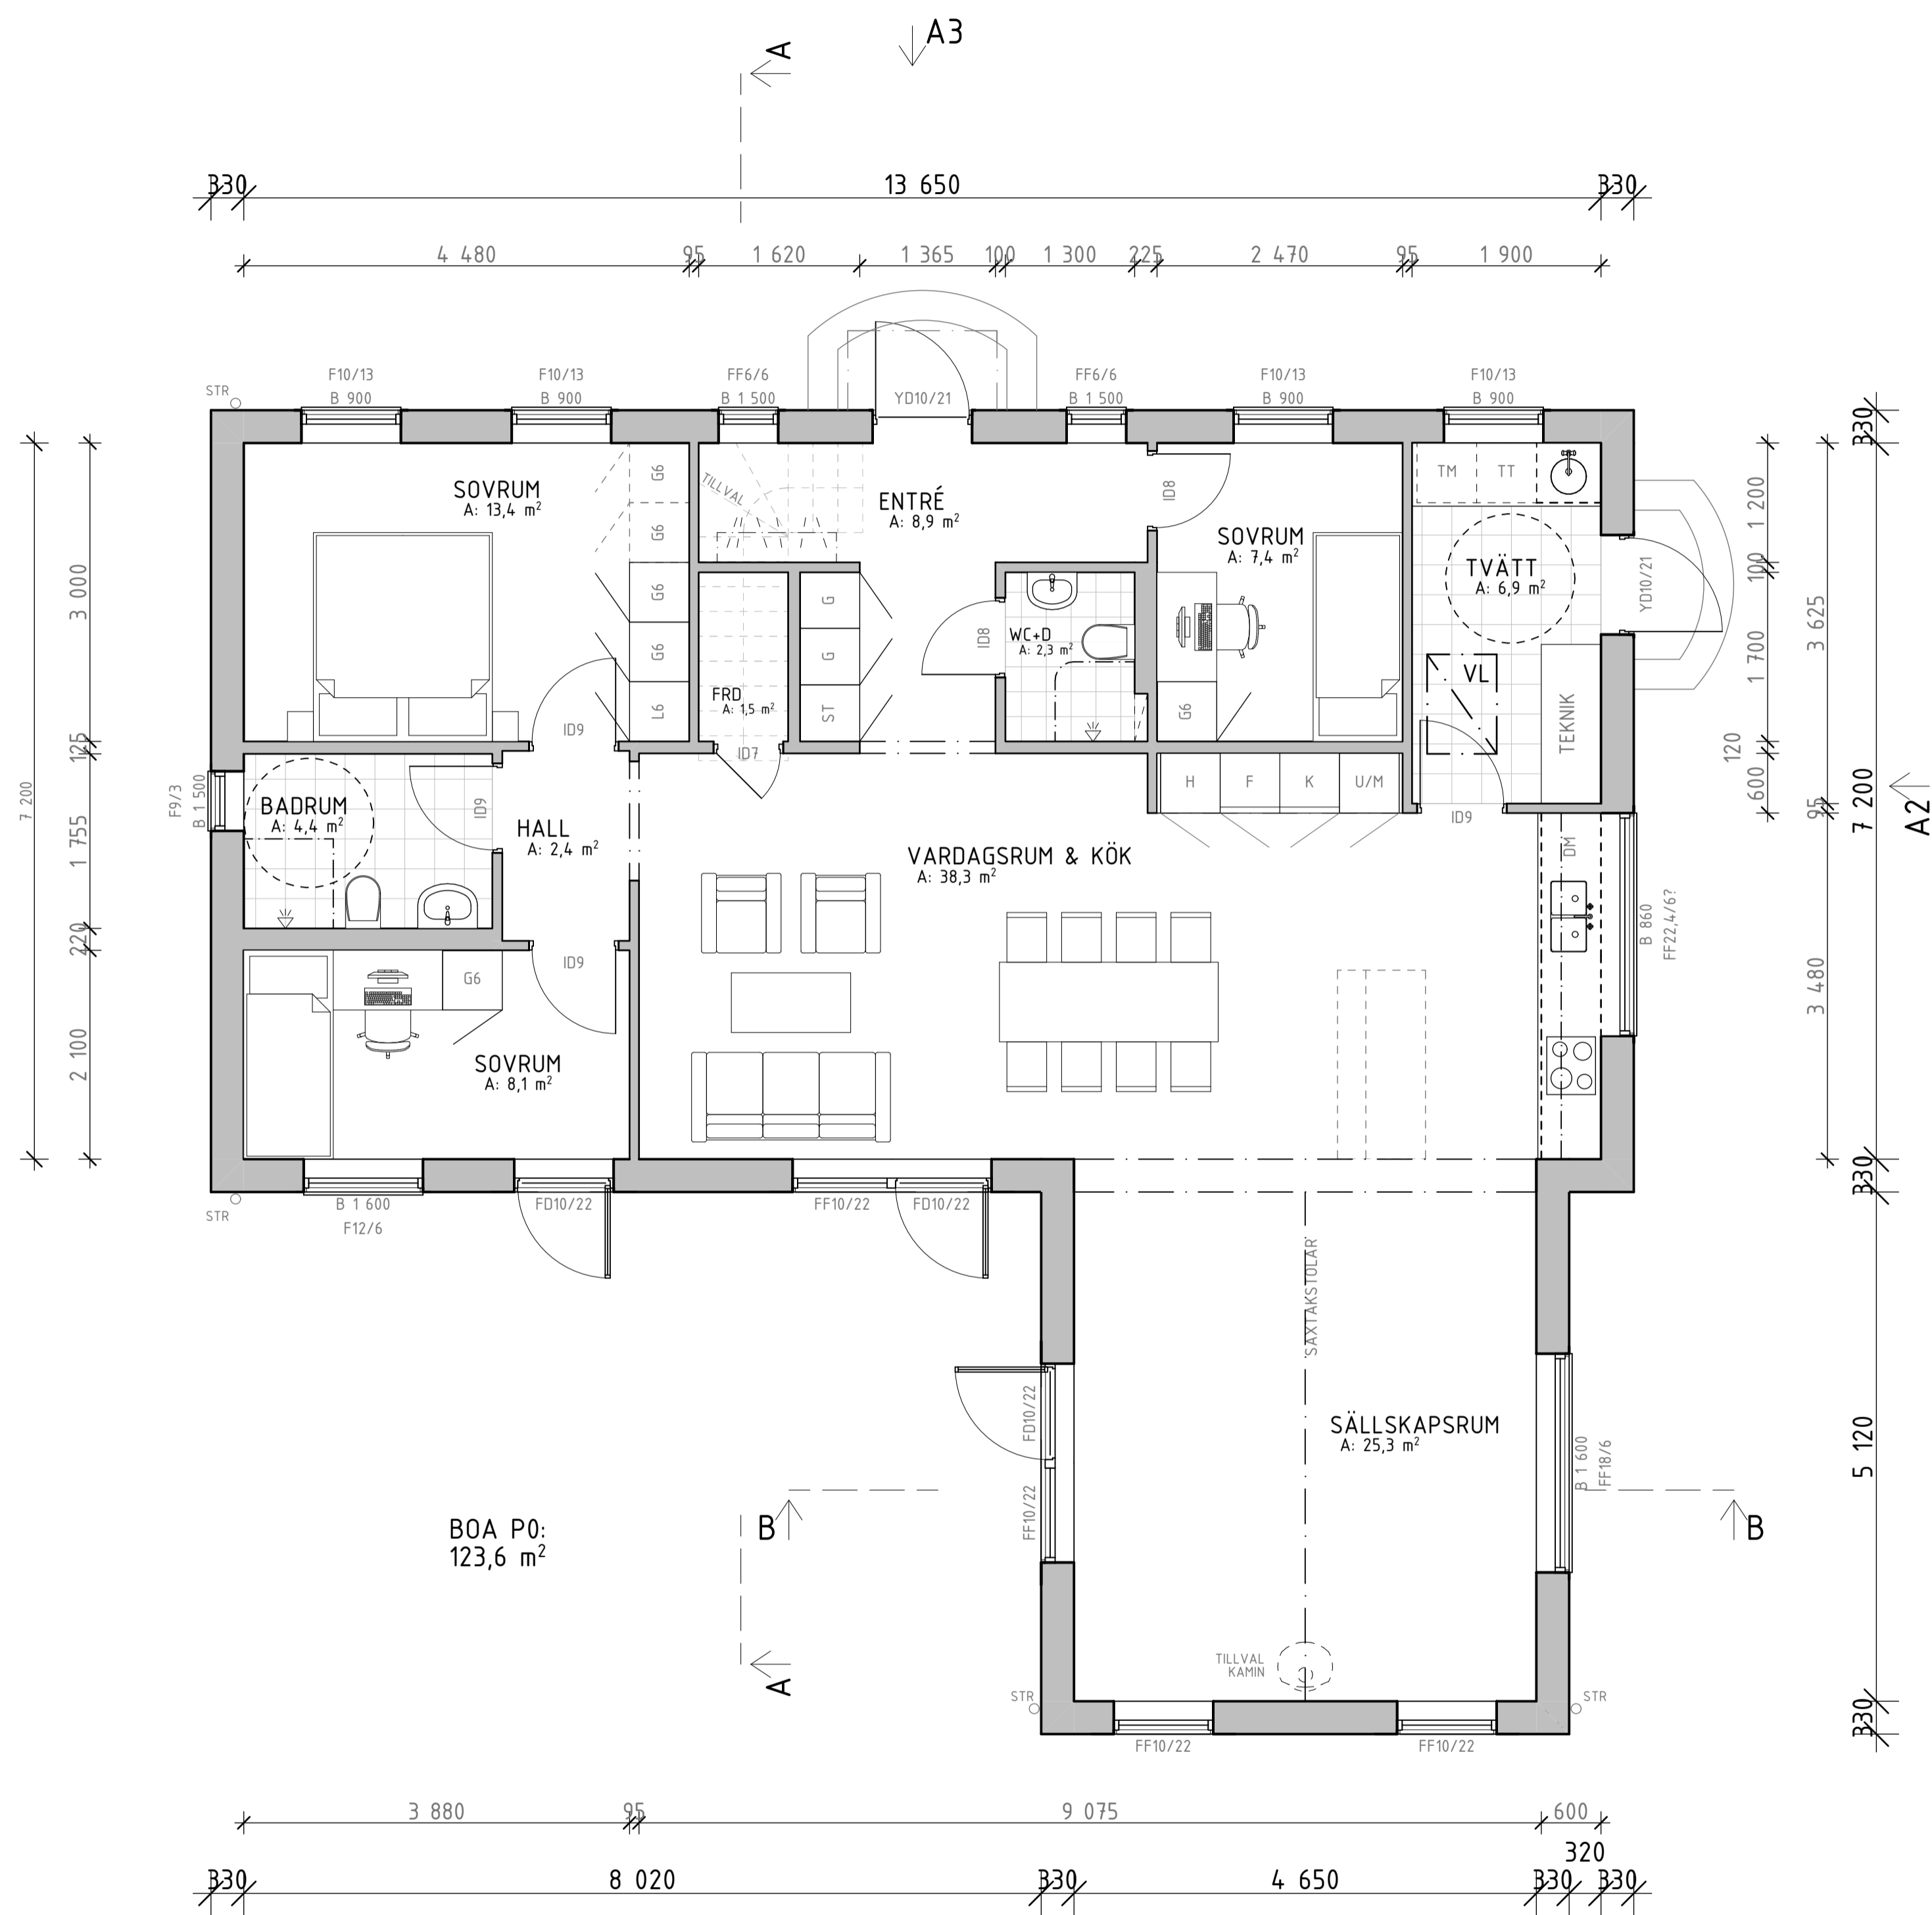 A
A3
330
13 650
330
4 480
95
1 620
1 365
100
1 300
225
2 470
95
1 900
STR
F10/13
B 900
F10/13
B 900
FF6/6
B 1 500
YD10/21
FF6/6
B 1 500
F10/13
B 900
F10/13
B 900
SOVRUM
A: 13,4 m²
G6
G6
G6
G6
L6
TILLVAL
ENTRÉ
A: 8,9 m²
ID8
SOVRUM
A: 7,4 m²
G6
TM
TT
TVÄTT
A: 6,9 m²
YD10/21
VL
TEKNIK
FRD
A: 1,5 m²
G
G
ST
ID8
WC+D
A: 2,3 m²
ID9
ID7
H
F
K
U/M
ID9
F9/3
B 1 500
BADRUM
A: 4,4 m²
ID9
HALL
A: 2,4 m²
VARDAGSRUM & KÖK
A: 38,3 m²
DM
B 860
FF22,4/6?
G6
ID9
SOVRUM
A: 8,1 m²
STR
B 1 600
F12/6
FD10/22
FF10/22
FD10/22
SAXTAKSTOLAR
FD10/22
FF10/22
SÄLLSKAPSRUM
A: 25,3 m²
B 1 600
FF18/6
BOA P0:
123,6 m²
B
B
A
TILLVAL
KAMIN
STR
STR
FF10/22
FF10/22
7 200
3 000
125
1 755
220
2 100
1 200
100
1 700
120
600
3 625
95
3 480
330
7 200
330
5 120
330
A2
3 880
95
9 075
600
320
330
8 020
330
4 650
330
330